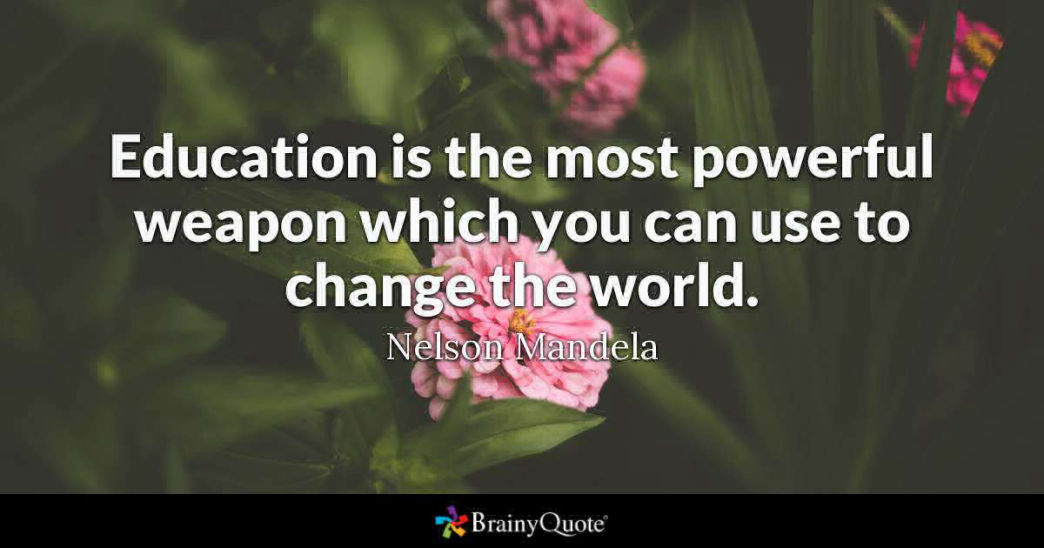 Education is the most powerful
weapon which you can use to
change the world.
Nelson Mandela
BrainyQuote®